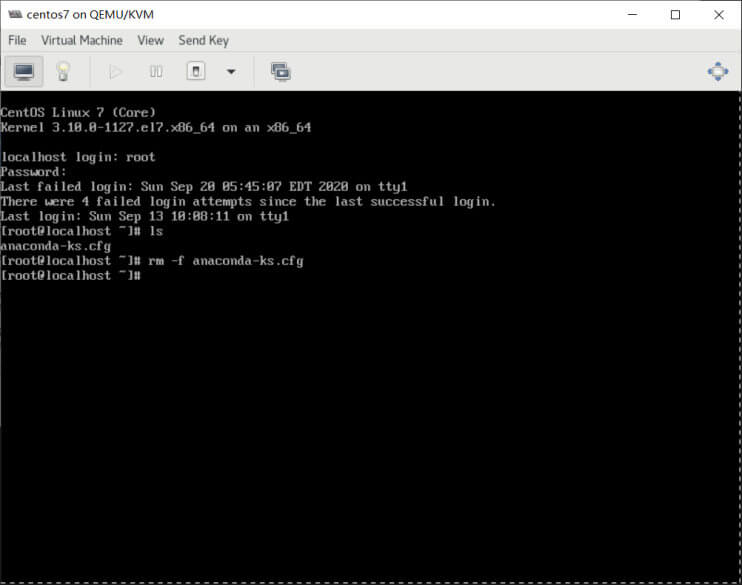 centos7 on QEMU/KVM
File Virtual Machine View Send Key
CentOS Linux 7 (Core)
Kernel 3.10.0-1127.el7.x86_64 on an x86_64
localhost login: root
Password:
Last failed login: Sun Sep 20 05:45:07 EDT 2020 on tty1
There were 4 failed login attempts since the last successful login.
Last login: Sun Sep 13 10:08:11 on tty1
[root@localhost ~]# ls
anaconda-ks.cfg
[root@localhost ~]# rm -f anaconda-ks.cfg
[root@localhost ~]#